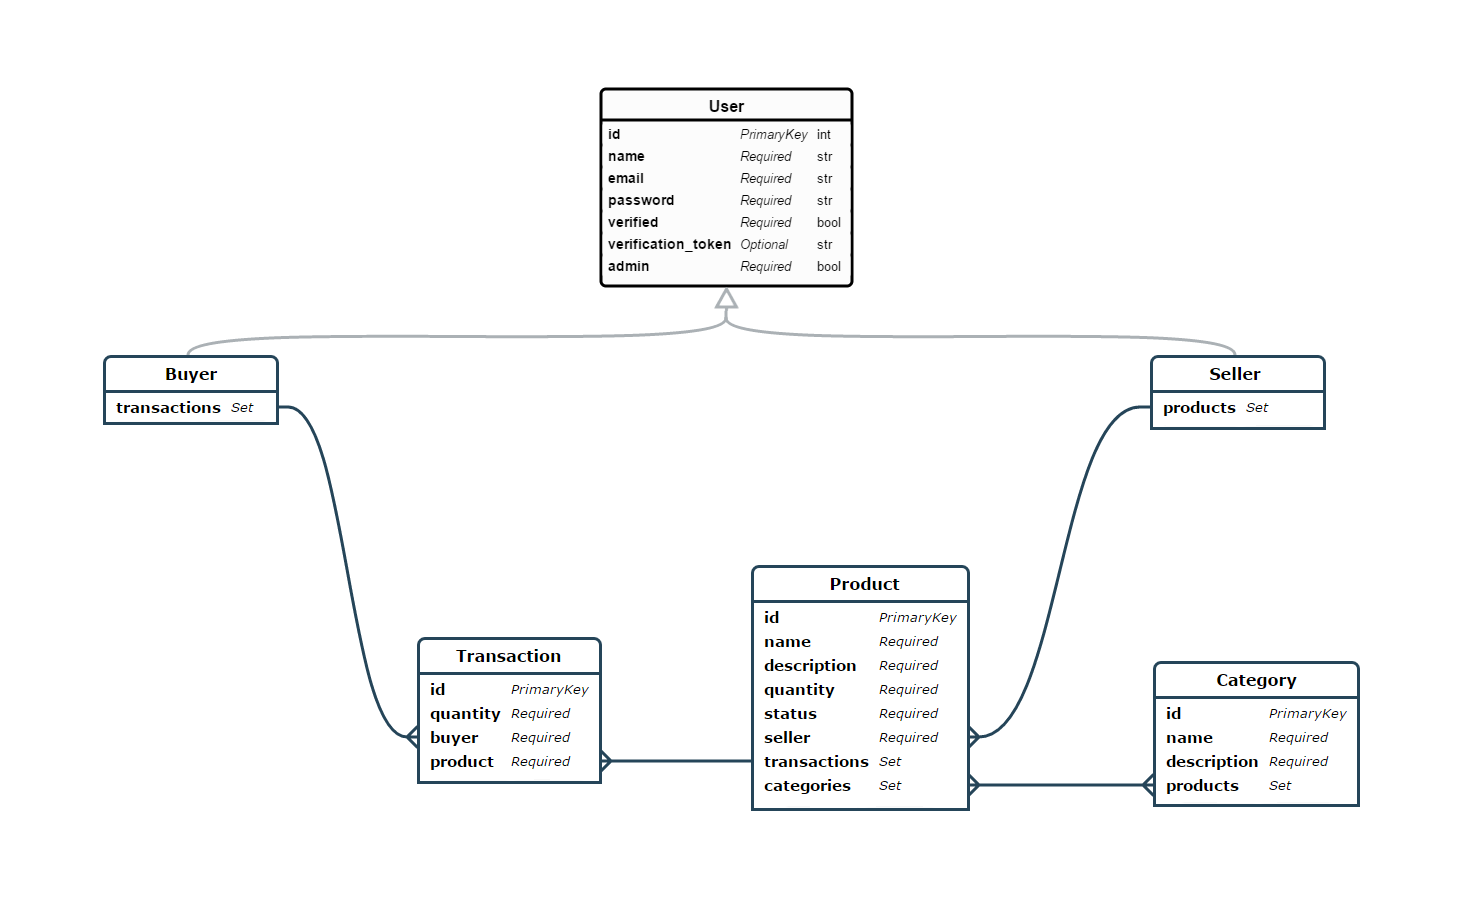 User
id PrimaryKey int
name Required str
email Required str
password Required str
verified Required bool
verification_token Optional str
admin Required bool
Buyer
transactions Set
Seller
products Set
Transaction
id PrimaryKey
quantity Required
buyer Required
product Required
Product
id PrimaryKey
name Required
description Required
quantity Required
status Required
seller Required
transactions Set
categories Set
Category
id PrimaryKey
name Required
description Required
products Set